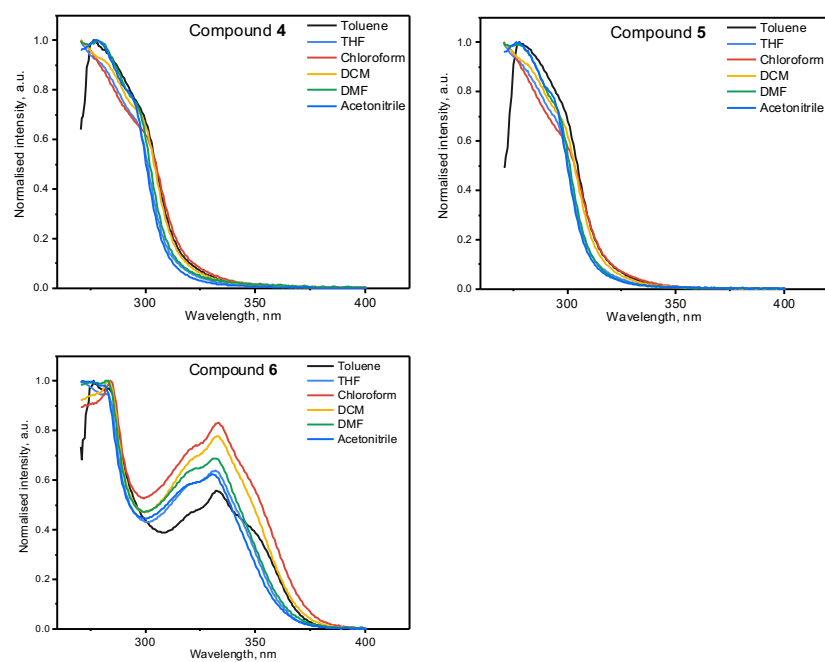 Compound 4
Toluene
THF
Chloroform
DCM
DMF
Acetonitrile
1.0
0.8
0.6
0.4
0.2
0.0
Normalised intensity, a.u.
300
350
400
Wavelength, nm
Compound 5
Toluene
THF
Chloroform
DCM
DMF
Acetonitrile
1.0
0.8
0.6
0.4
0.2
0.0
Normalised intensity, a.u.
300
350
400
Wavelength, nm
Compound 6
Toluene
THF
Chloroform
DCM
DMF
Acetonitrile
1.0
0.8
0.6
0.4
0.2
0.0
Normalised intensity, a.u.
300
350
400
Wavelength, nm